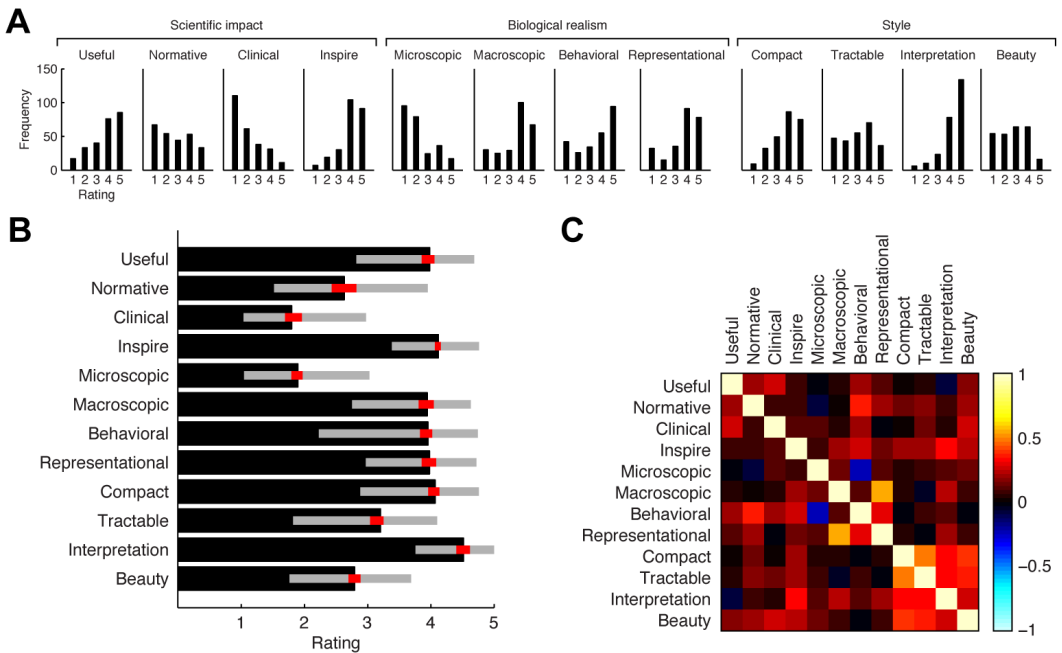 A
Scientific impact Biological realism Style
Useful Normative Clinical Inspire Microscopic Macroscopic Behavioral Representational Compact Tractable Interpretation Beauty
150
100
50
0
Frequency
1 2 3 4 5 1 2 3 4 5 1 2 3 4 5 1 2 3 4 5 1 2 3 4 5 1 2 3 4 5 1 2 3 4 5 1 2 3 4 5 1 2 3 4 5 1 2 3 4 5 1 2 3 4 5 1 2 3 4 5
Rating
B
Useful
Normative
Clinical
Inspire
Microscopic
Macroscopic
Behavioral
Representational
Compact
Tractable
Interpretation
Beauty
1 2 3 4 5
Rating
C
Useful
Normative
Clinical
Inspire
Microscopic
Macroscopic
Behavioral
Representational
Compact
Tractable
Interpretation
Beauty
Useful
Normative
Clinical
Inspire
Microscopic
Macroscopic
Behavioral
Representational
Compact
Tractable
Interpretation
Beauty
1
0.5
0
−0.5
−1